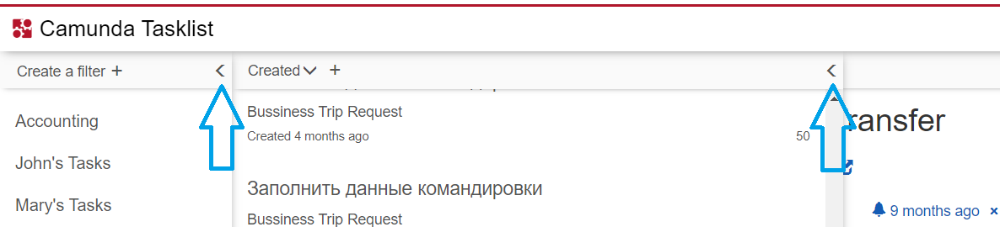 Camunda Tasklist
Create a filter +
Created +
Accounting
John's Tasks
Mary's Tasks
Bussiness Trip Request
Created 4 months ago
50
Заполнить данные командировки
Bussiness Trip Request
ransfer
9 months ago ×